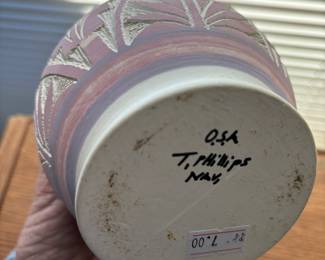 O.S.A
T. Phillips
NAV,
7.00